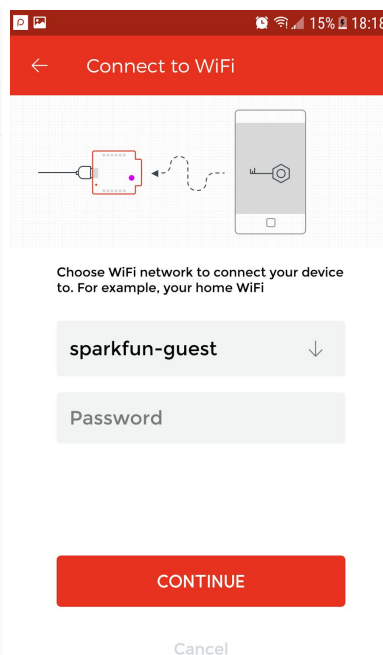 15% 18:18
Connect to WiFi
Choose WiFi network to connect your device
to. For example, your home WiFi
sparkfun-guest
Password
CONTINUE
Cancel